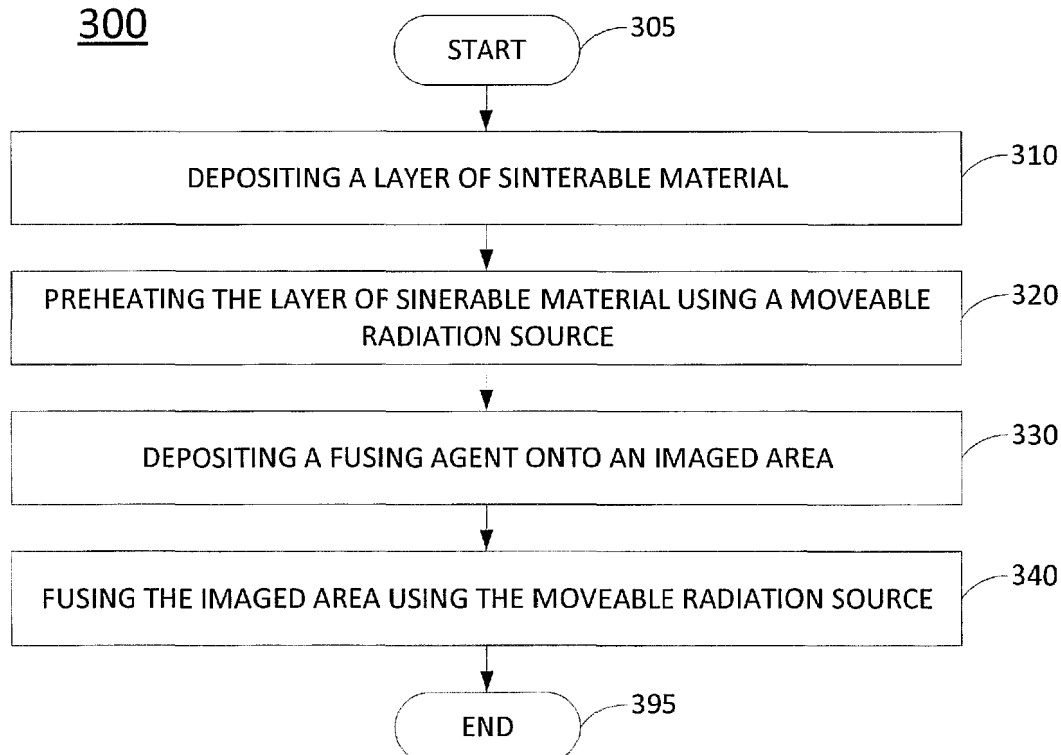 300
START
305
DEPOSITING A LAYER OF SINTERABLE MATERIAL
310
PREHEATING THE LAYER OF SINERABLE MATERIAL USING A MOVEABLE
RADIATION SOURCE
320
DEPOSITING A FUSING AGENT ONTO AN IMAGED AREA
330
FUSING THE IMAGED AREA USING THE MOVEABLE RADIATION SOURCE
340
END
395